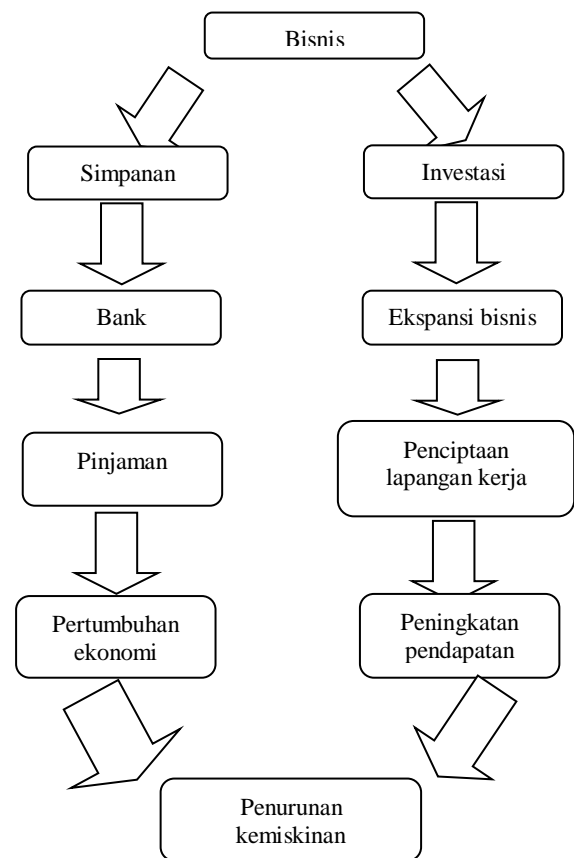 Bisnis
Simpanan
Investasi
Bank
Ekspansi bisnis
Pinjaman
Penciptaan
lapangan kerja
Pertumbuhan
ekonomi
Peningkatan
pendapatan
Penurunan
kemiskinan